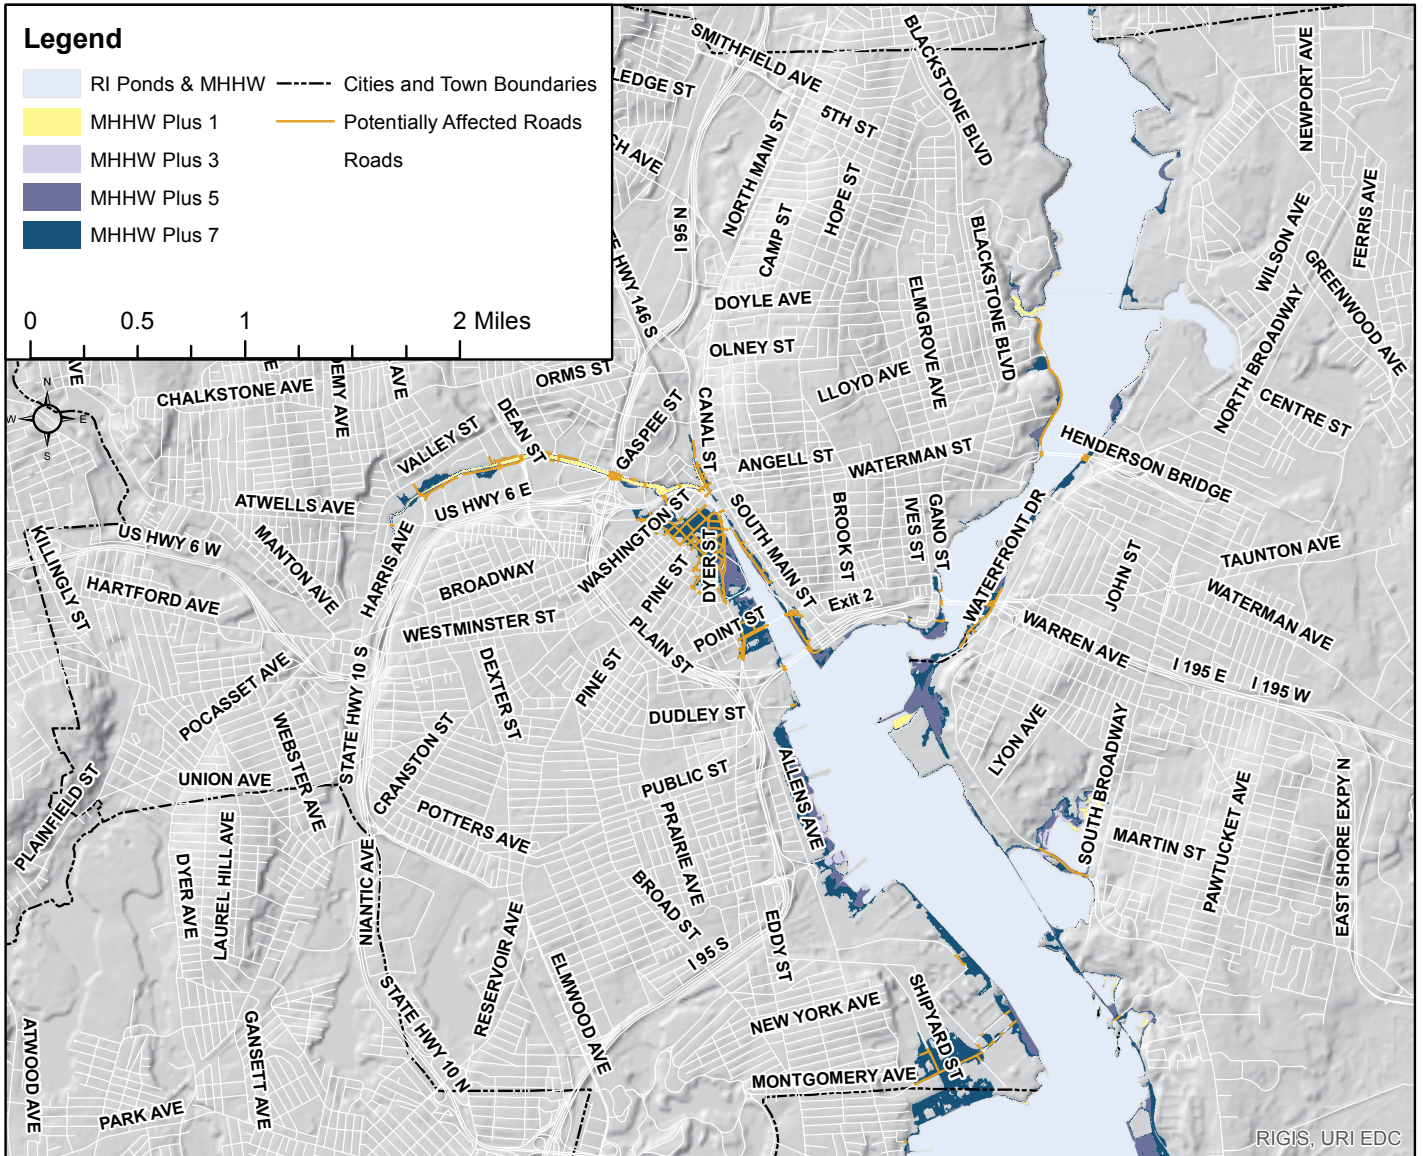 Legend
RI Ponds & MHHW
MHHW Plus 1
MHHW Plus 3
MHHW Plus 5
MHHW Plus 7
Cities and Town Boundaries
Potentially Affected Roads
Roads
0 0.5 1 2 Miles
N
W E
S
SMITHFIELD AVE
LEDGE ST
5TH ST
CH AVE
BLACKSTONE BLVD
NEWPORT AVE
NORTH MAIN ST
HOPE ST
CAMP ST
I 95 N
E HWY 146 S
WILSON AVE
FERRIS AVE
GREENWOOD AVE
NORTH BROADWAY
BLACKSTONE BLVD
ELMGROVE AVE
DOYLE AVE
OLNEY ST
LLOYD AVE
CENTRE ST
AVE
E
DEMY AVE
AVE
ORMS ST
CHALKSTONE AVE
VALLEY ST
DEAN ST
GASPEE ST
CANAL ST
ANGELL ST
WATERMAN ST
HENDERSON BRIDGE
ATWELLS AVE
US HWY 6 E
US HWY 6 W
KILLINGLY ST
MANTON AVE
HARRIS AVE
HARTFORD AVE
BROADWAY
WASHINGTON ST
PINE ST
DYER ST
SOUTH MAIN ST
BROOK ST
IVES ST
GANO ST
WATERFRONT DR
JOHN ST
TAUNTON AVE
WATERMAN AVE
Exit 2
WESTMINSTER ST
PLAIN ST
POINT ST
WARREN AVE
I 195 E
I 195 W
POCASSET AVE
STATE HWY 10 S
DEXTER ST
PINE ST
DUDLEY ST
WEBSTER AVE
CRANSTON ST
UNION AVE
PLAINFIELD ST
PUBLIC ST
ALLENS AVE
LYON AVE
SOUTH BROADWAY
POTTERS AVE
PRAIRIE AVE
MARTIN ST
PAWTUCKET AVE
EAST SHORE EXPY N
DYER AVE
LAUREL HILL AVE
NIANTIC AVE
BROAD ST
I 95 S
EDDY ST
RESERVOIR AVE
ELMWOOD AVE
STATE HWY 10 N
NEW YORK AVE
SHIPYARD ST
MONTGOMERY AVE
ATWOOD AVE
GANSETT AVE
PARK AVE
RIGIS, URI EDC